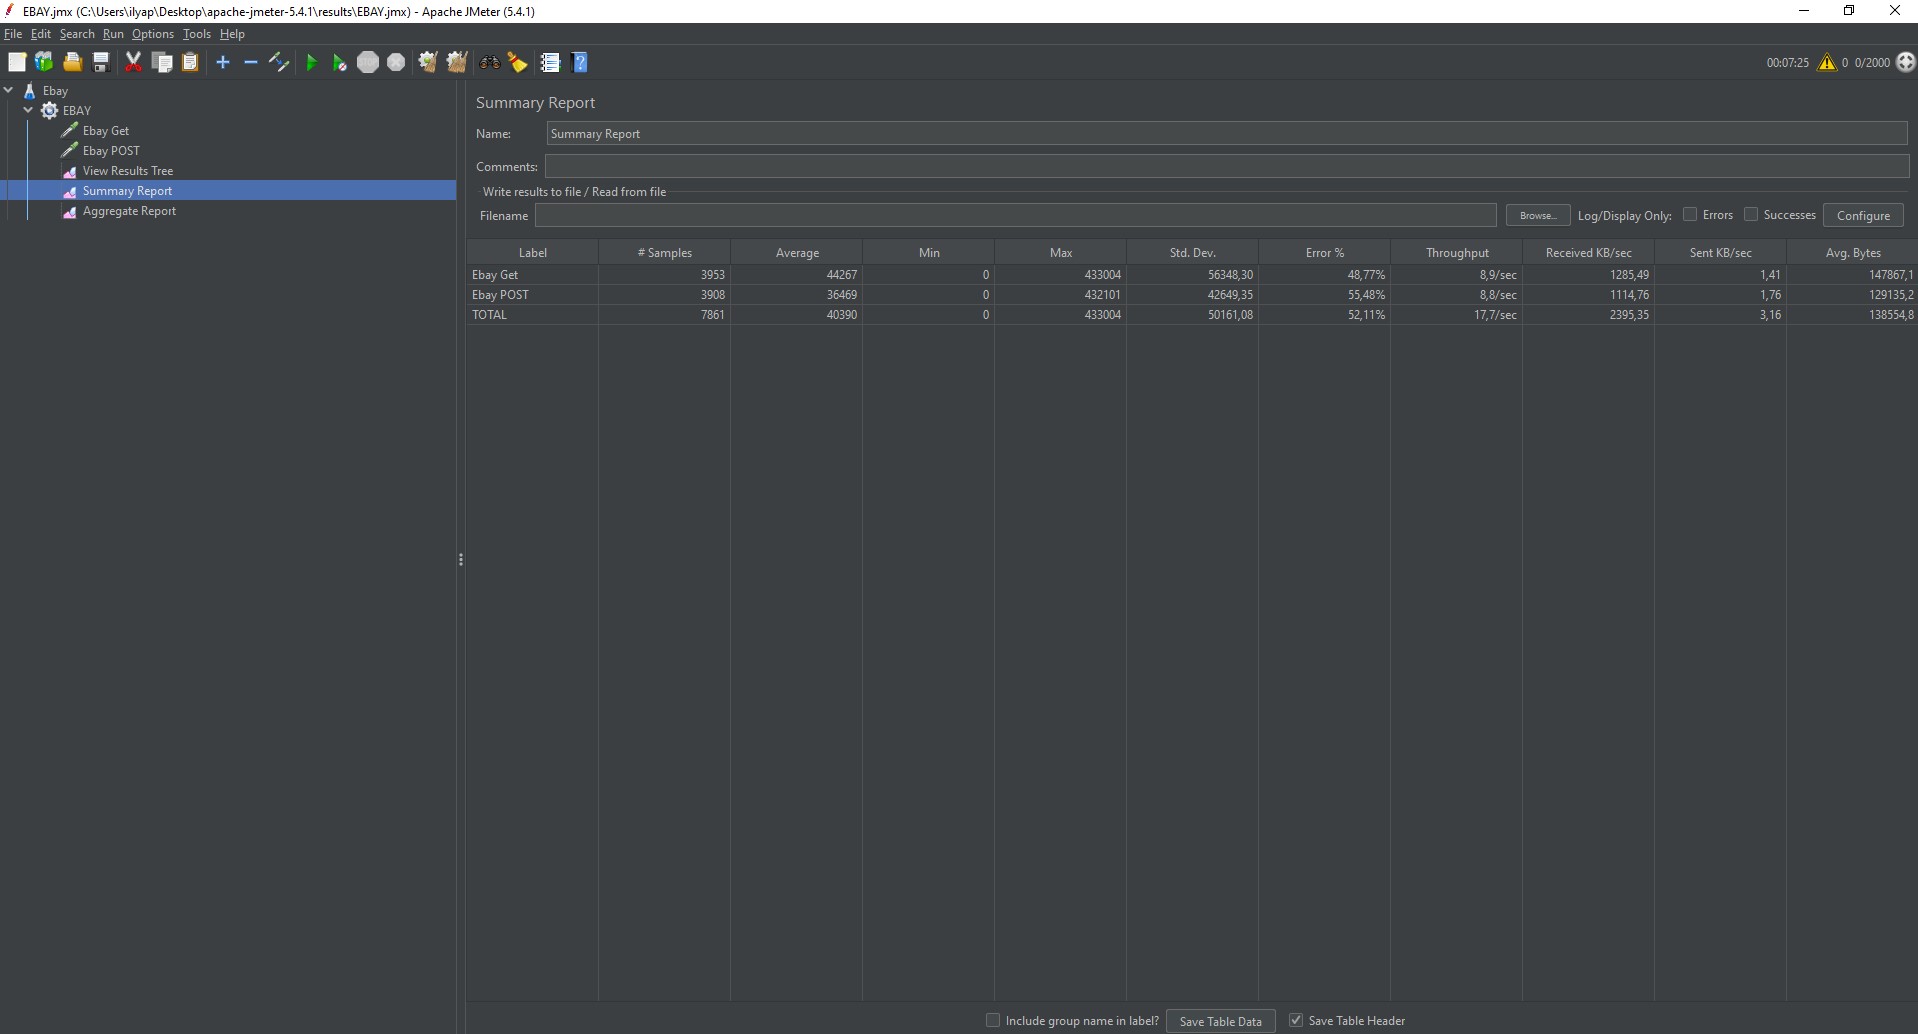 EBAY.jmx (C:\Users\ilyap\Desktop\apache-jmeter-5.4.1\results\EBAY.jmx) - Apache JMeter (5.4.1)
File Edit Search Run Options Tools Help
00:07:25 0 0/2000
Ebay
EBAY
Ebay Get
Ebay POST
View Results Tree
Summary Report
Aggregate Report
Summary Report
Name: Summary Report
Comments:
Write results to file / Read from file
Filename Browse... Log/Display Only: Errors Successes Configure
Label # Samples Average Min Max Std. Dev. Error % Throughput Received KB/sec Sent KB/sec Avg. Bytes
Ebay Get 3953 44267 0 433004 56348,30 48,77% 8,9/sec 1285,49 1,41 147867,1
Ebay POST 3908 36469 0 432101 42649,35 55,48% 8,8/sec 1114,76 1,76 129135,2
TOTAL 7861 40390 0 433004 50161,08 52,11% 17,7/sec 2395,35 3,16 138554,8
Include group name in label? Save Table Data Save Table Header